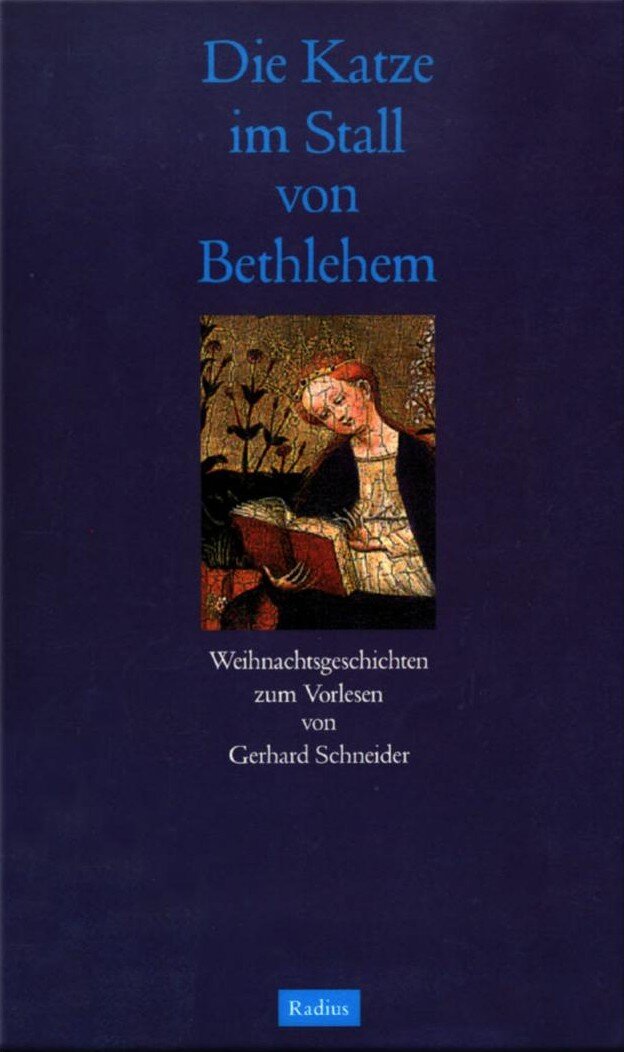 Die Katze
im Stall
von
Bethlehem
Weihnachtsgeschichten
zum Vorlesen
von
Gerhard Schneider
Radius